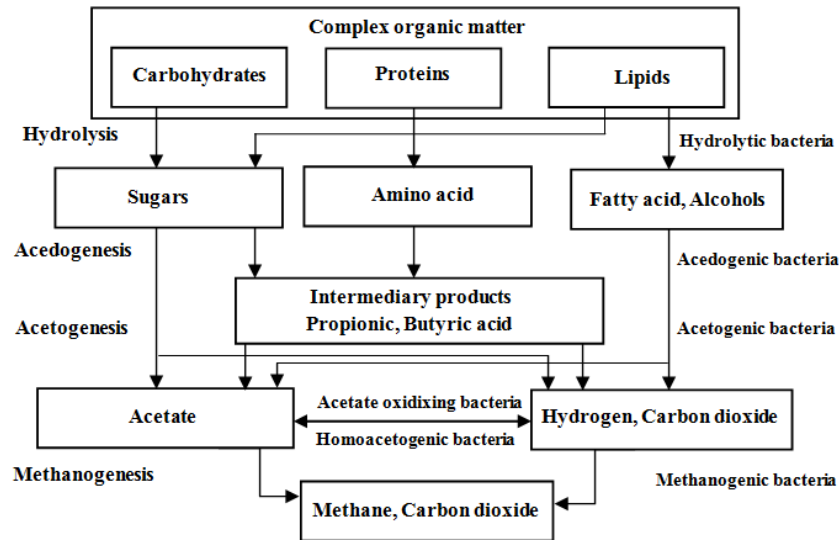 Complex organic matter
Carbohydrates
Proteins
Lipids
Hydrolysis
Hydrolytic bacteria
Sugars
Amino acid
Fatty acid, Alcohols
Acedogenesis
Acedogenic bacteria
Intermediary products
Propionic, Butyric acid
Acetogenesis
Acetogenic bacteria
Acetate
Acetate oxidixing bacteria
Homoacetogenic bacteria
Hydrogen, Carbon dioxide
Methanogenesis
Methanogenic bacteria
Methane, Carbon dioxide